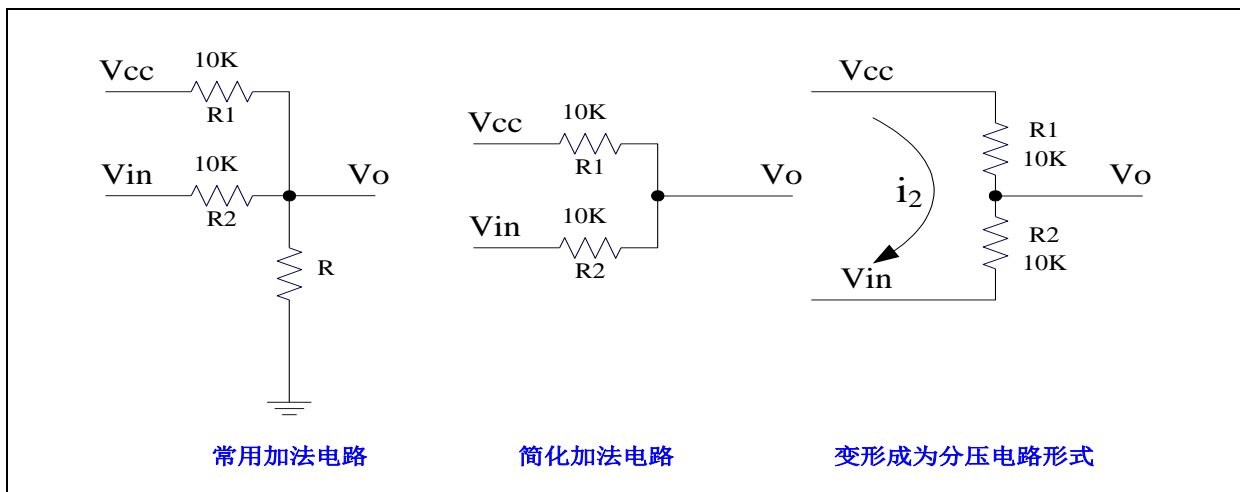 10K
Vcc
R1
10K
Vin
Vo
R2
R
常用加法电路
10K
Vcc
R1
Vo
10K
Vin
R2
简化加法电路
Vcc
R1
10K
Vo
i2
R2
10K
Vin
变形成为分压电路形式